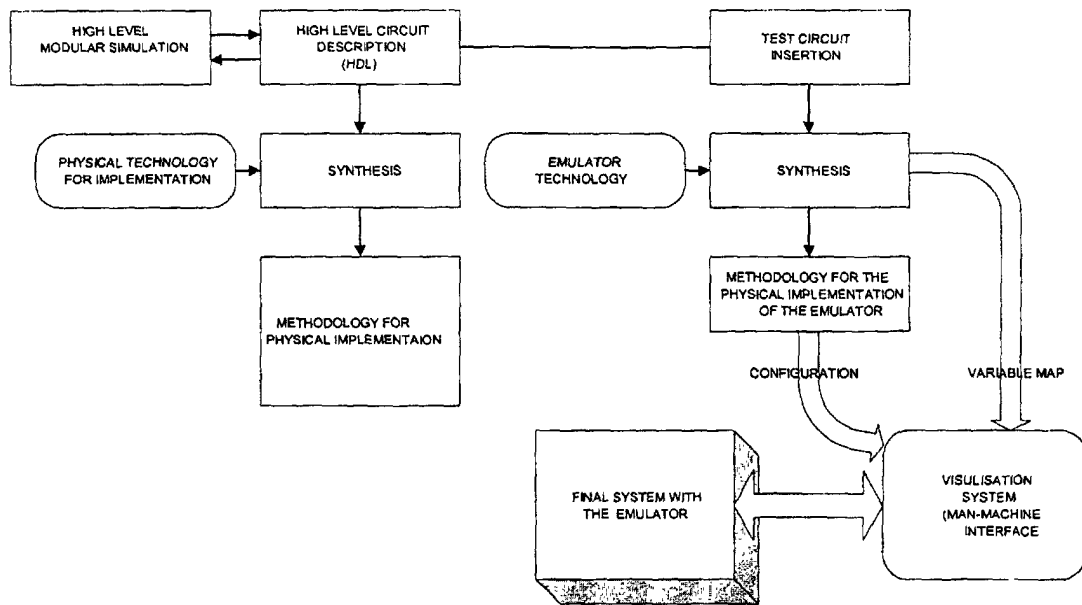 HIGH LEVEL
MODULAR SIMULATION
HIGH LEVEL CIRCUIT
DESCRIPTION
(HDL)
TEST CIRCUIT
INSERTION
PHYSICAL TECHNOLOGY
FOR IMPLEMENTATION
SYNTHESIS
EMULATOR
TECHNOLOGY
SYNTHESIS
METHODOLOGY FOR
PHYSICAL IMPLEMENTAION
METHODOLOGY FOR THE
PHYSICAL IMPLEMENTATION
OF THE EMULATOR
CONFIGURATION
VARIABLE MAP
FINAL SYSTEM WITH
THE EMULATOR
VISULISATION
SYSTEM
(MAN-MACHINE
INTERFACE